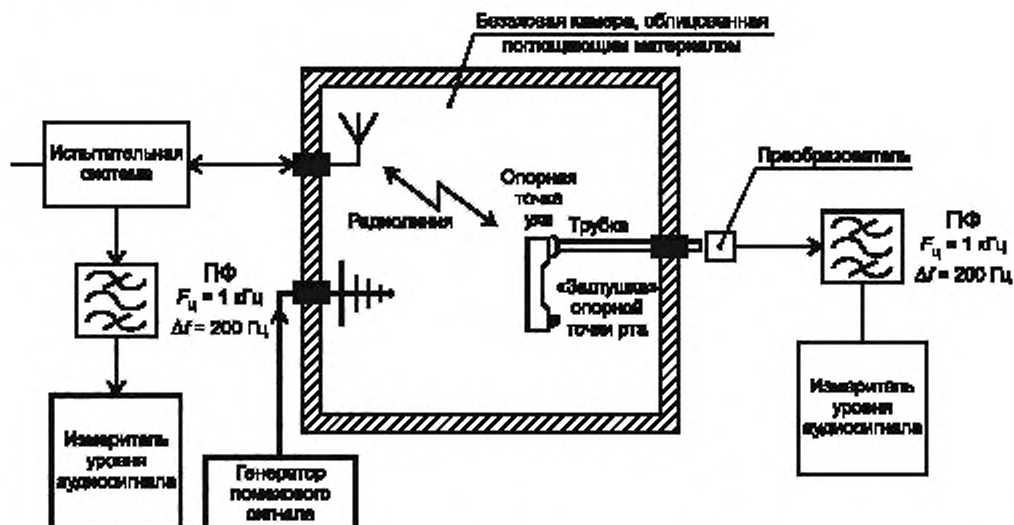 Безэховая камера, облицованная
поглощающим материалом
Испытательная
система
Радиолиния
Опорная
точка
уха
Трубка
Преобразователь
ПФ
Fц = 1 кГц
Δf = 200 Гц
«Заглушка»
опорной
точки рта
ПФ
Fц = 1 кГц
Δf = 200 Гц
Измеритель
уровня
аудиосигнала
Измеритель
уровня
аудиосигнала
Генератор
помехового
сигнала